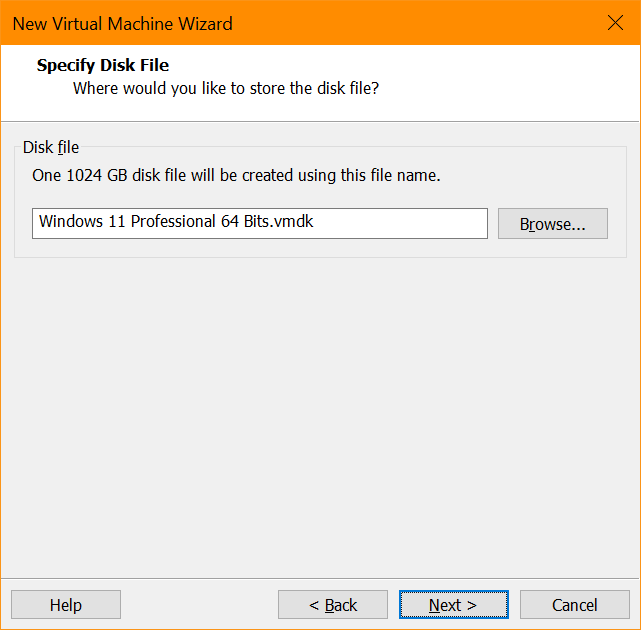 New Virtual Machine Wizard
Specify Disk File
Where would you like to store the disk file?
Disk file
One 1024 GB disk file will be created using this file name.
Windows 11 Professional 64 Bits.vmdk
Browse...
Help
< Back
Next >
Cancel